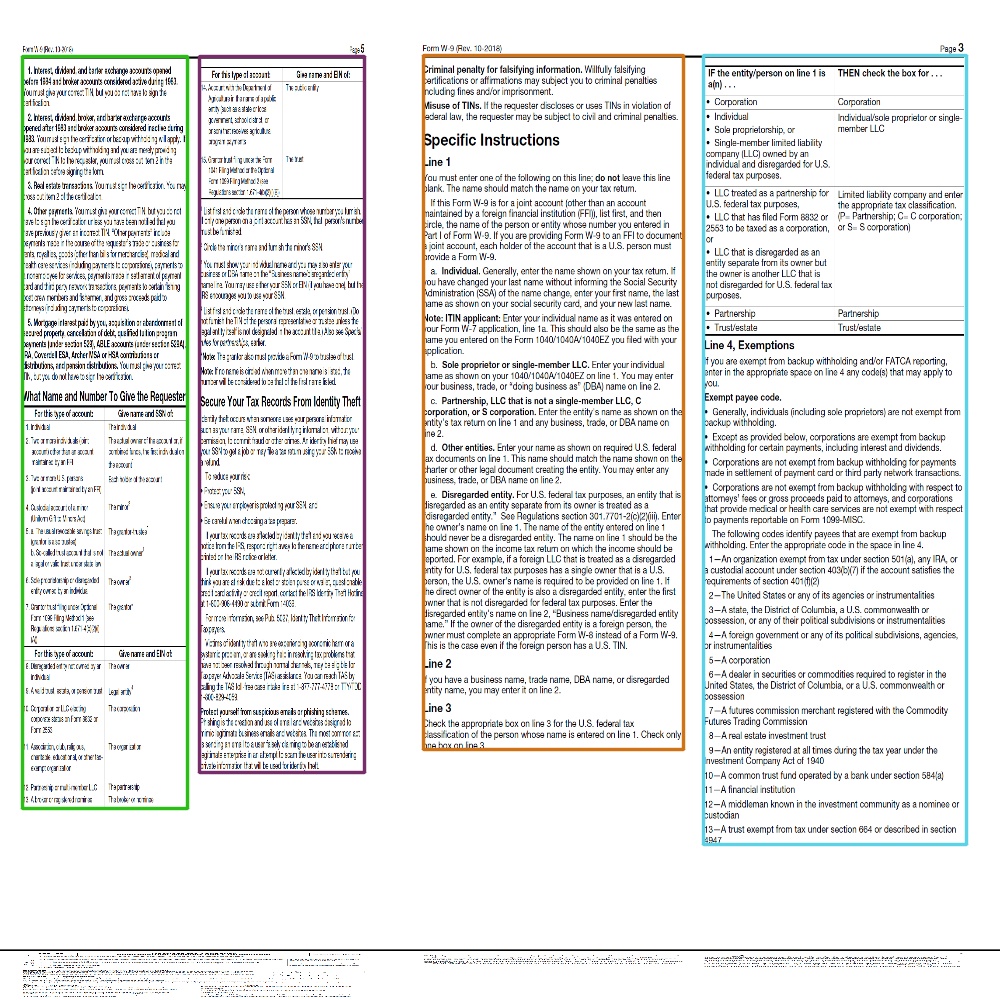 Form W-9 (Rev. 10-2018)
Page 5
1. Interest, dividend, and barter exchange accounts opened
before 1984 and broker accounts considered active during 1983.
You must give your correct TIN, but you do not have to sign the
certification.
2. Interest, dividend, broker, and barter exchange accounts
opened after 1983 and broker accounts considered inactive during
1983. You must sign the certification or backup withholding will apply. If
you are subject to backup withholding and you are merely providing
your correct TIN to the requester, you must cross out item 2 in the
certification before signing the form.
3. Real estate transactions. You must sign the certification. You may
cross out item 2 of the certification.
4. Other payments. You must give your correct TIN, but you do not
have to sign the certification unless you have been notified that you
have previously given an incorrect TIN. "Other payments" include
payments made in the course of the requester's trade or business for
rents, royalties, goods (other than bills for merchandise), medical and
health care services (including payments to corporations), payments to
a nonemployee for services, payments made in settlement of payment
card and third party network transactions, payments to certain fishing
boat crew members and fishermen, and gross proceeds paid to
attorneys (including payments to corporations).
5. Mortgage interest paid by you, acquisition or abandonment of
secured property, cancellation of debt, qualified tuition program
payments (under section 529), ABLE accounts (under section 529A),
IRA, Coverdell ESA, Archer MSA or HSA contributions or
distributions, and pension distributions. You must give your correct
TIN, but you do not have to sign the certification.
What Name and Number To Give the Requester
For this type of account: Give name and SSN of:
1. Individual The individual
2. Two or more individuals (joint The actual owner of the account or, if
account) other than an account combined funds, the first individual on
maintained by an FFI the account
3. Two or more U.S. persons Each holder of the account
(joint account maintained by an FFI)
4. Custodial account of a minor The minor
(Uniform Gift to Minors Act)
5. a. The usual revocable savings trust The grantor-trustee
(grantor is also trustee)
b. So-called trust account that is not The actual owner
a legal or valid trust under state law
6. Sole proprietorship or disregarded The owner
entity owned by an individual
7. Grantor trust filing under Optional The grantor*
Form 1099 Filing Method 1 (see
Regulations section 1.671-4(b)(2)(i)
(A))
For this type of account: Give name and EIN of:
8. Disregarded entity not owned by an The owner
individual
9. A valid trust, estate, or pension trust Legal entity
10. Corporation or LLC electing The corporation
corporate status on Form 8832 or
Form 2553
11. Association, club, religious, The organization
charitable, educational, or other tax-
exempt organization
12. Partnership or multi-member LLC The partnership
13. A broker or registered nominee The broker or nominee
For this type of account: Give name and EIN of:
14. Account with the Department of The public entity
Agriculture in the name of a public
entity (such as a state or local
government, school district, or
prison) that receives agricultural
program payments
15. Grantor trust filing under the Form The trust
1041 Filing Method or the Optional
Form 1099 Filing Method 2 (see
Regulations section 1.671-4(b)(2)(i)(B))
List first and circle the name of the person whose number you furnish.
If only one person on a joint account has an SSN, that person's number
must be furnished.
Circle the minor's name and furnish the minor's SSN.
You must show your individual name and you may also enter your
business or DBA name on the "Business name/disregarded entity"
name line. You may use either your SSN or EIN (if you have one), but the
IRS encourages you to use your SSN.
List first and circle the name of the trust, estate, or pension trust. (Do
not furnish the TIN of the personal representative or trustee unless the
legal entity itself is not designated in the account title.) Also see Special
rules for partnerships, earlier.
*Note: The grantor also must provide a Form W-9 to trustee of trust.
Note: If no name is circled when more than one name is listed, the
number will be considered to be that of the first name listed.
Secure Your Tax Records From Identity Theft
Identity theft occurs when someone uses your personal information
such as your name, SSN, or other identifying information, without your
permission, to commit fraud or other crimes. An identity thief may use
your SSN to get a job or may file a tax return using your SSN to receive
a refund.
To reduce your risk:
• Protect your SSN,
• Ensure your employer is protecting your SSN, and
• Be careful when choosing a tax preparer.
If your tax records are affected by identity theft and you receive a
notice from the IRS, respond right away to the name and phone number
printed on the IRS notice or letter.
If your tax records are not currently affected by identity theft but you
think you are at risk due to a lost or stolen purse or wallet, questionable
credit card activity or credit report, contact the IRS Identity Theft Hotline
at 1-800-908-4490 or submit Form 14039.
For more information, see Pub. 5027, Identity Theft Information for
Taxpayers.
Victims of identity theft who are experiencing economic harm or a
systemic problem, or are seeking help in resolving tax problems that
have not been resolved through normal channels, may be eligible for
Taxpayer Advocate Service (TAS) assistance. You can reach TAS by
calling the TAS toll-free case intake line at 1-877-777-4778 or TTY/TDD
1-800-829-4059.
Protect yourself from suspicious emails or phishing schemes.
Phishing is the creation and use of email and websites designed to
mimic legitimate business emails and websites. The most common act
is sending an email to a user falsely claiming to be an established
legitimate enterprise in an attempt to scam the user into surrendering
private information that will be used for identity theft.
Form W-9 (Rev. 10-2018)
Page 3
Criminal penalty for falsifying information. Willfully falsifying
certifications or affirmations may subject you to criminal penalties
including fines and/or imprisonment.
Misuse of TINs. If the requester discloses or uses TINs in violation of
federal law, the requester may be subject to civil and criminal penalties.
Specific Instructions
Line 1
You must enter one of the following on this line; do not leave this line
blank. The name should match the name on your tax return.
If this Form W-9 is for a joint account (other than an account
maintained by a foreign financial institution (FFI)), list first, and then
circle, the name of the person or entity whose number you entered in
Part I of Form W-9. If you are providing Form W-9 to an FFI to document
a joint account, each holder of the account that is a U.S. person must
provide a Form W-9.
a. Individual. Generally, enter the name shown on your tax return. If
you have changed your last name without informing the Social Security
Administration (SSA) of the name change, enter your first name, the last
name as shown on your social security card, and your new last name.
Note: ITIN applicant: Enter your individual name as it was entered on
your Form W-7 application, line 1a. This should also be the same as the
name you entered on the Form 1040/1040A/1040EZ you filed with your
application.
b. Sole proprietor or single-member LLC. Enter your individual
name as shown on your 1040/1040A/1040EZ on line 1. You may enter
your business, trade, or "doing business as" (DBA) name on line 2.
c. Partnership, LLC that is not a single-member LLC, C
corporation, or S corporation. Enter the entity's name as shown on the
entity's tax return on line 1 and any business, trade, or DBA name on
line 2.
d. Other entities. Enter your name as shown on required U.S. federal
tax documents on line 1. This name should match the name shown on the
charter or other legal document creating the entity. You may enter any
business, trade, or DBA name on line 2.
e. Disregarded entity. For U.S. federal tax purposes, an entity that is
disregarded as an entity separate from its owner is treated as a
"disregarded entity." See Regulations section 301.7701-2(c)(2)(iii). Enter
the owner's name on line 1. The name of the entity entered on line 1
should never be a disregarded entity. The name on line 1 should be the
name shown on the income tax return on which the income should be
reported. For example, if a foreign LLC that is treated as a disregarded
entity for U.S. federal tax purposes has a single owner that is a U.S.
person, the U.S. owner's name is required to be provided on line 1. If
the direct owner of the entity is also a disregarded entity, enter the first
owner that is not disregarded for federal tax purposes. Enter the
disregarded entity's name on line 2, "Business name/disregarded entity
name." If the owner of the disregarded entity is a foreign person, the
owner must complete an appropriate Form W-8 instead of a Form W-9.
This is the case even if the foreign person has a U.S. TIN.
Line 2
If you have a business name, trade name, DBA name, or disregarded
entity name, you may enter it on line 2.
Line 3
Check the appropriate box on line 3 for the U.S. federal tax
classification of the person whose name is entered on line 1. Check only
one box on line 3.
IF the entity/person on line 1 is THEN check the box for . . .
a(n) . . .
• Corporation Corporation
• Individual Individual/sole proprietor or single-
• Sole proprietorship, or member LLC
• Single-member limited liability
company (LLC) owned by an
individual and disregarded for U.S.
federal tax purposes.
• LLC treated as a partnership for Limited liability company and enter
U.S. federal tax purposes, the appropriate tax classification.
• LLC that has filed Form 8832 or (P= Partnership; C= C corporation;
2553 to be taxed as a corporation, or S= S corporation)
or
• LLC that is disregarded as an
entity separate from its owner but
the owner is another LLC that is
not disregarded for U.S. federal tax
purposes.
• Partnership Partnership
• Trust/estate Trust/estate
Line 4, Exemptions
If you are exempt from backup withholding and/or FATCA reporting,
enter in the appropriate space on line 4 any code(s) that may apply to
you.
Exempt payee code.
• Generally, individuals (including sole proprietors) are not exempt from
backup withholding.
• Except as provided below, corporations are exempt from backup
withholding for certain payments, including interest and dividends.
• Corporations are not exempt from backup withholding for payments
made in settlement of payment card or third party network transactions.
• Corporations are not exempt from backup withholding with respect to
attorneys' fees or gross proceeds paid to attorneys, and corporations
that provide medical or health care services are not exempt with respect
to payments reportable on Form 1099-MISC.
The following codes identify payees that are exempt from backup
withholding. Enter the appropriate code in the space in line 4.
1—An organization exempt from tax under section 501(a), any IRA, or
a custodial account under section 403(b)(7) if the account satisfies the
requirements of section 401(f)(2)
2—The United States or any of its agencies or instrumentalities
3—A state, the District of Columbia, a U.S. commonwealth or
possession, or any of their political subdivisions or instrumentalities
4—A foreign government or any of its political subdivisions, agencies,
or instrumentalities
5—A corporation
6—A dealer in securities or commodities required to register in the
United States, the District of Columbia, or a U.S. commonwealth or
possession
7—A futures commission merchant registered with the Commodity
Futures Trading Commission
8—A real estate investment trust
9—An entity registered at all times during the tax year under the
Investment Company Act of 1940
10—A common trust fund operated by a bank under section 584(a)
11—A financial institution
12—A middleman known in the investment community as a nominee or
custodian
13—A trust exempt from tax under section 664 or described in section
4947